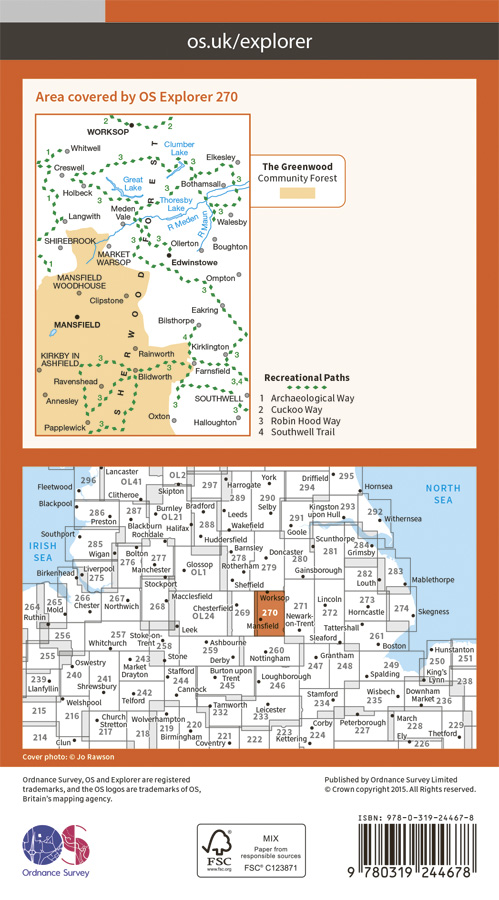 os.uk/explorer
Area covered by OS Explorer 270
WORKSOP
2
2
Whitwell
1
Clumber
Lake
Creswell
3
3
Elkesley
Great
Lake
Holbeck
Bothamsall
3
1
Thoresby
Lake
Meden
Vale
Langwith
R Meden
R Maun
Walesby
SHIREBROOK
MARKET
WARSOP
Ollerton
Boughton
Edwinstowe
1
MANSFIELD
WOODHOUSE
Ompton
Clipstone
3
SHERWOOD FOREST
Eakring
MANSFIELD
Bilsthorpe
4
Kirklington
KIRKBY IN
ASHFIELD
Rainworth
3
3
Farnsfield
Ravenshead
Blidworth
3,4
Annesley
3
SOUTHWELL
Oxton
3
Papplewick
Halloughton
The Greenwood
Community Forest
Recreational Paths
1 Archaeological Way
2 Cuckoo Way
3 Robin Hood Way
4 Southwell Trail
Lancaster
OL41
OL2
Skipton
297
Harrogate
York
Driffield
294
295
Hornsea
NORTH
SEA
Fleetwood
296
Clitheroe
289
290
Selby
Blackpool
286
Preston
287
Burnley
OL21
Bradford
Leeds
291
Goole
Kingston
upon Hull
293
292
Withernsea
Blackburn
Rochdale
Halifax
288
Wakefield
Southport
285
Huddersfield
Scunthorpe
281
284
Grimsby
IRISH
SEA
Wigan
Bolton
276
277
Manchester
Barnsley
278
Rotherham
279
Doncaster
280
Gainsborough
Birkenhead
Liverpool
275
Glossop
OL1
Stockport
Sheffield
282
Louth
283
Mablethorpe
264
265
Mold
Ruthin
266
Chester
267
Northwich
268
Macclesfield
Chesterfield
OL24
269
Worksop
270
Mansfield
271
Newark-
on-Trent
Lincoln
272
273
Horncastle
274
Skegness
Leek
Tattershall
256
257
Whitchurch
Stoke-on-
Trent
258
Ashbourne
259
Derby
260
Nottingham
Sleaford
261
Boston
255
Oswestry
240
243
Market
Drayton
Stone
Grantham
247
248
249
Spalding
Hunstanton
250
251
King's
Lynn
239
Llanfyllin
241
Shrewsbury
Stafford
244
Cannock
Burton upon
Trent
245
Loughborough
246
242
Telford
Stamford
234
Wisbech
235
Downham
Market
236
238
215
216
Welshpool
Tamworth
232
Leicester
233
Church
Stretton
217
218
Wolverhampton
219
220
Birmingham
Coventry
221
222
223
Kettering
Corby
224
Peterborough
227
March
228
Ely
226
Thetford
229
214
Clun
Cover photo: © Jo Rawson
Ordnance Survey, OS and Explorer are registered
trademarks, and the OS logos are trademarks of OS,
Britain's mapping agency.
Published by Ordnance Survey Limited
© Crown copyright 2015. All Rights reserved.
OS
Ordnance Survey
FSC
www.fsc.org
MIX
Paper from
responsible sources
FSC® C123871
ISBN: 978-0-319-24467-8
9 780319 244678